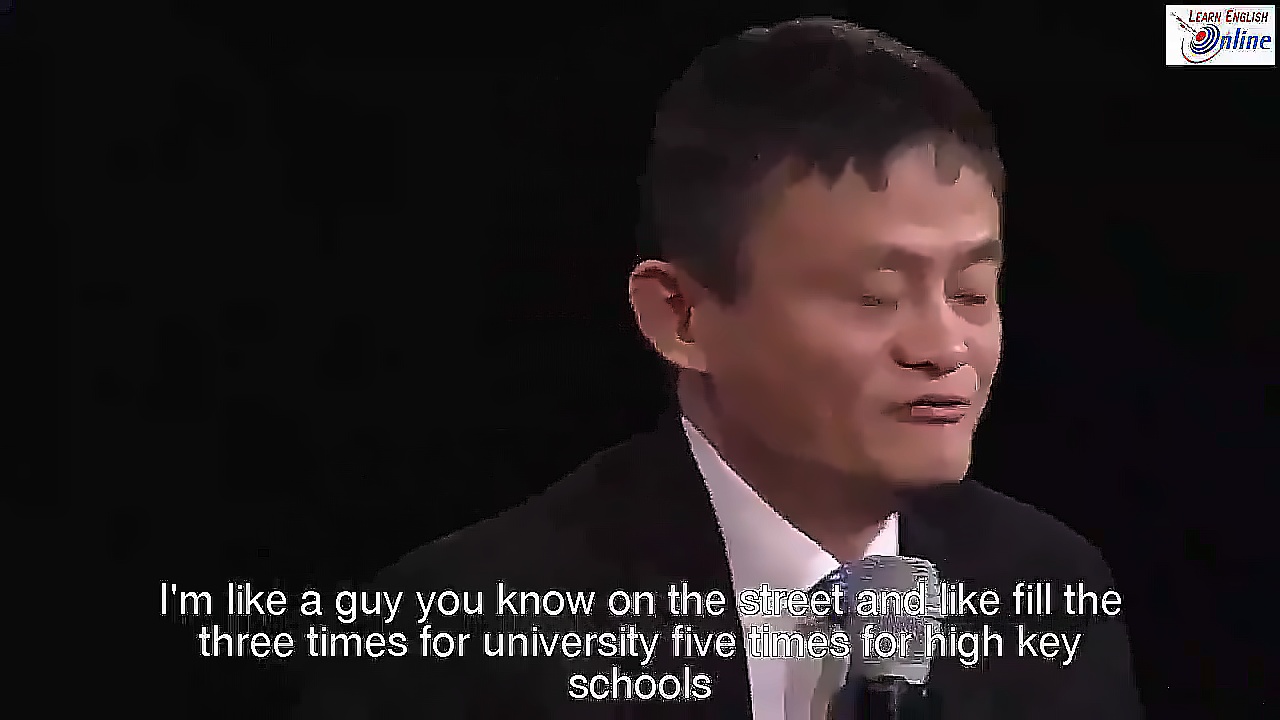 LEARN ENGLISH
Online
I'm like a guy you know on the street and like fill the
three times for university five times for high key
schools